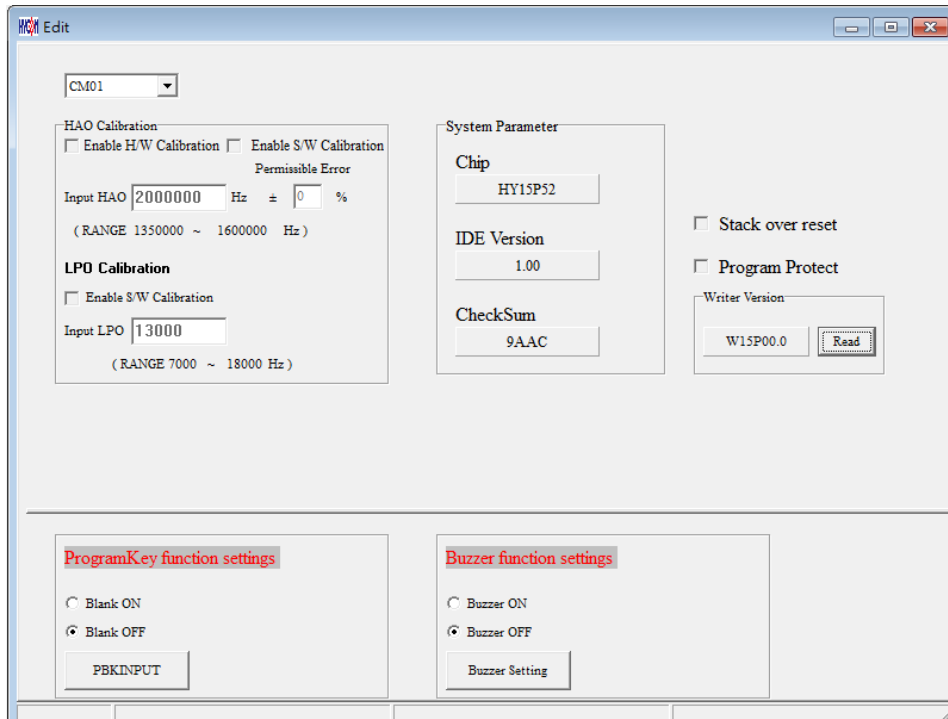 HYCON Edit
CM01
HAO Calibration
Enable H/W Calibration Enable S/W Calibration
Permissible Error
Input HAO 2000000 Hz ± 0 %
( RANGE 1350000 ~ 1600000 Hz )
LPO Calibration
Enable S/W Calibration
Input LPO 13000
( RANGE 7000 ~ 18000 Hz )
System Parameter
Chip
HY15P52
IDE Version
1.00
CheckSum
9AAC
Stack over reset
Program Protect
Writer Version
W15P00.0 Read
ProgramKey function settings
Blank ON
Blank OFF
PBKINPUT
Buzzer function settings
Buzzer ON
Buzzer OFF
Buzzer Setting